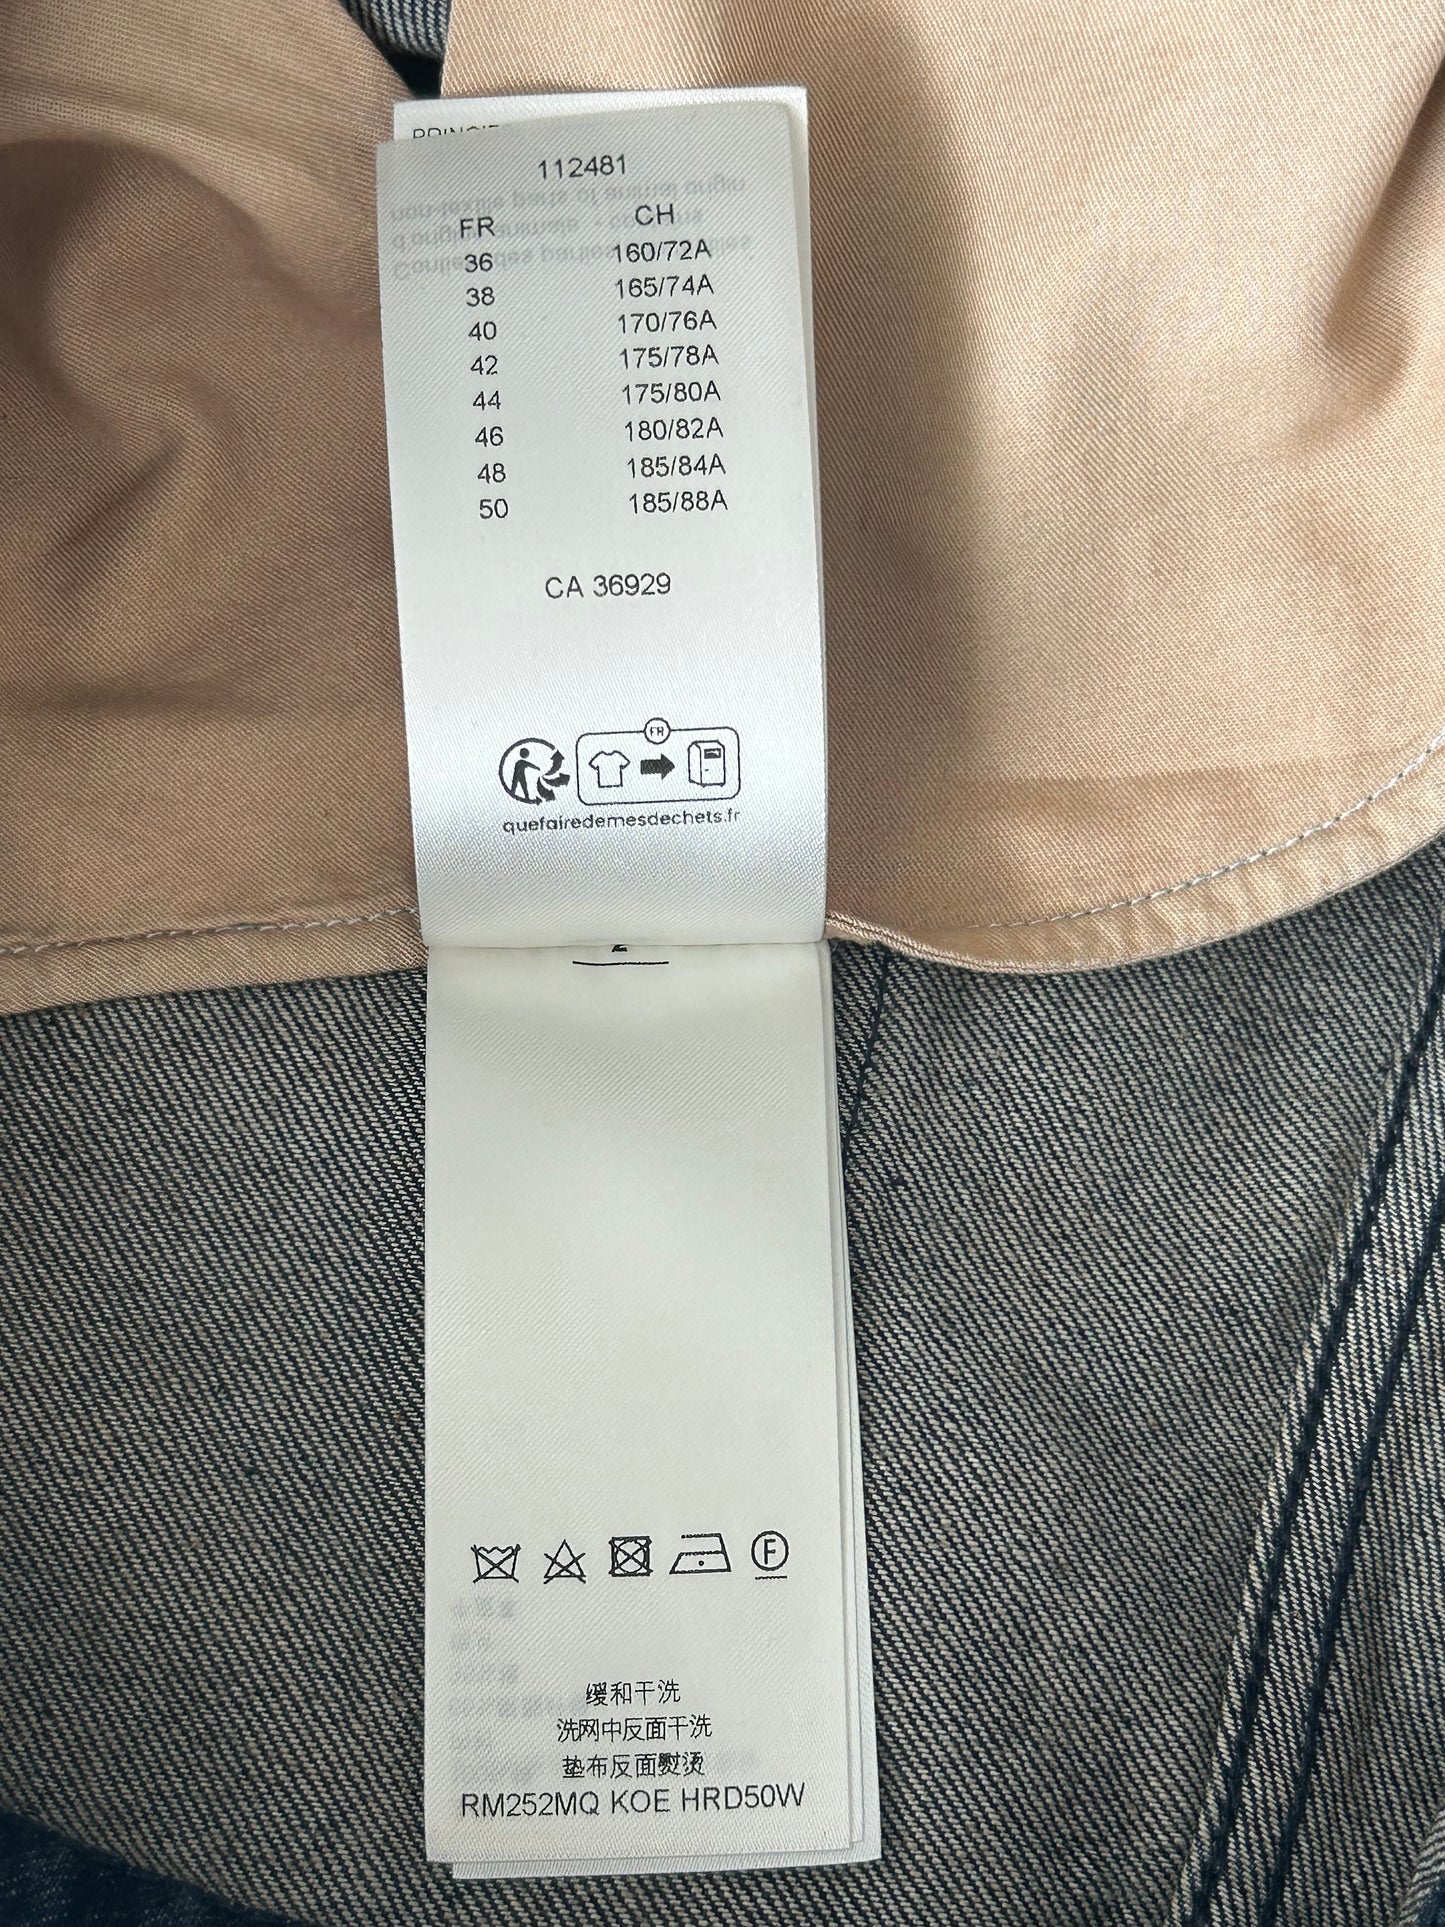 112481
FR CH
36 160/72A
38 165/74A
40 170/76A
42 175/78A
44 175/80A
46 180/82A
48 185/84A
50 185/88A
CA 36929
FR
quefairedemesdechets.fr
F
缓和干洗
洗网中反面干洗
垫布反面熨烫
RM252MQ KOE HRD50W